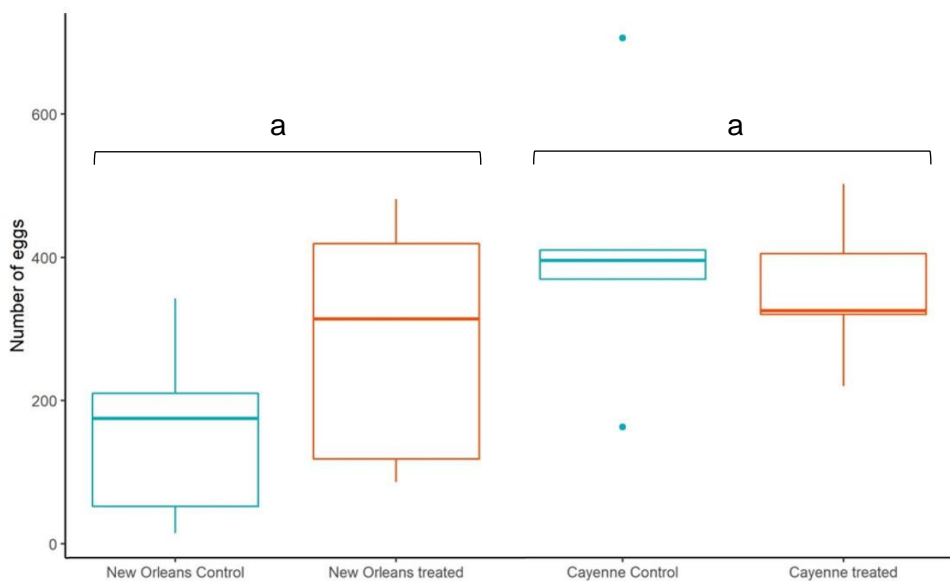 a
a
Number of eggs
600
400
200
0
New Orleans Control
New Orleans treated
Cayenne Control
Cayenne treated